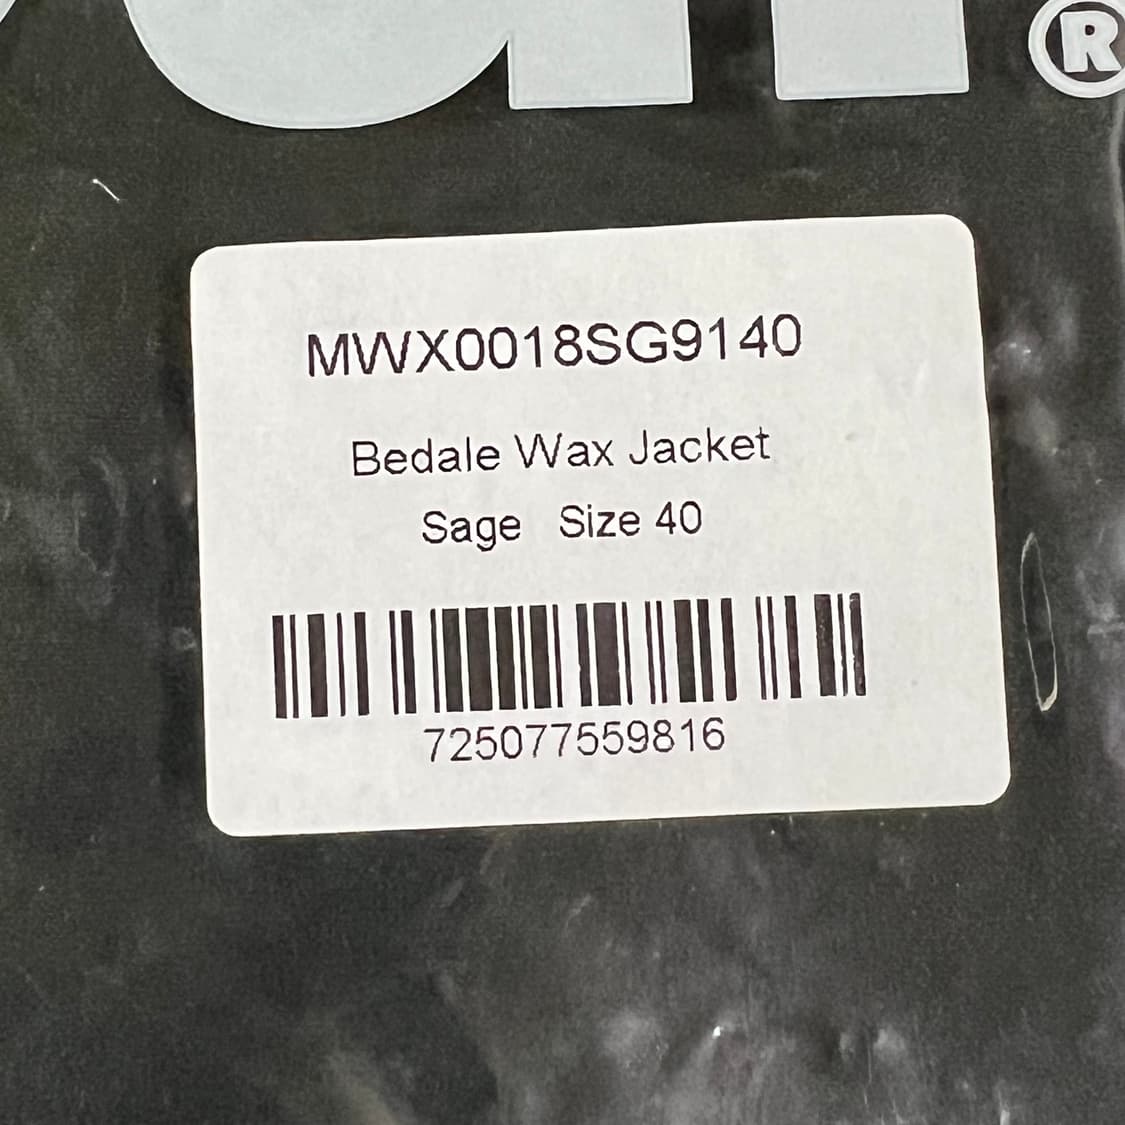 ®
MWX0018SG9140
Bedale Wax Jacket
Sage Size 40
725077559816